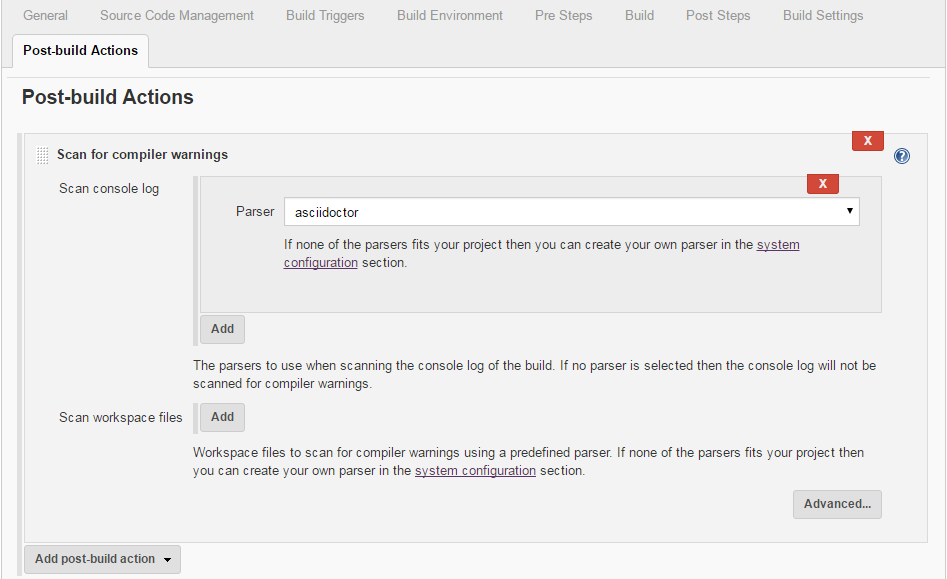 General Source Code Management Build Triggers Build Environment Pre Steps Build Post Steps Build Settings
Post-build Actions
Post-build Actions
X
Scan for compiler warnings
?
Scan console log
X
Parser asciidoctor
If none of the parsers fits your project then you can create your own parser in the system
configuration section.
Add
The parsers to use when scanning the console log of the build. If no parser is selected then the console log will not be
scanned for compiler warnings.
Scan workspace files Add
Workspace files to scan for compiler warnings using a predefined parser. If none of the parsers fits your project then
you can create your own parser in the system configuration section.
Advanced...
Add post-build action